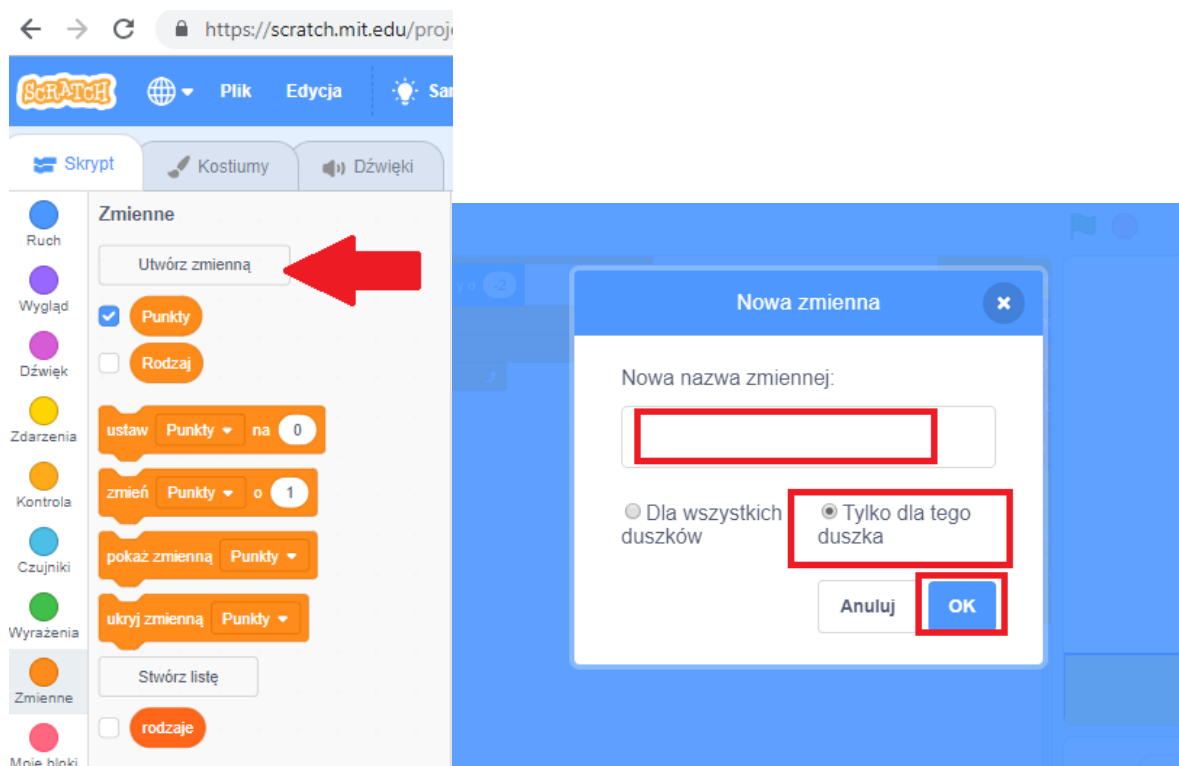 https://scratch.mit.edu/proj
SCRATCH
Plik
Edycja
Skrypt
Kostiumy
Dźwięki
Ruch
Wygląd
Dźwięk
Zdarzenia
Kontrola
Czujniki
Wyrażenia
Zmienne
Moje bloki
Zmienne
Utwórz zmienną
Punkty
Rodzaj
ustaw Punkty na 0
zmień Punkty o 1
pokaż zmienną Punkty
ukryj zmienną Punkty
Stwórz listę
rodzaje
y o -2
Nowa zmienna
Nowa nazwa zmiennej:
Dla wszystkich
duszków
Tylko dla tego
duszka
Anuluj
OK